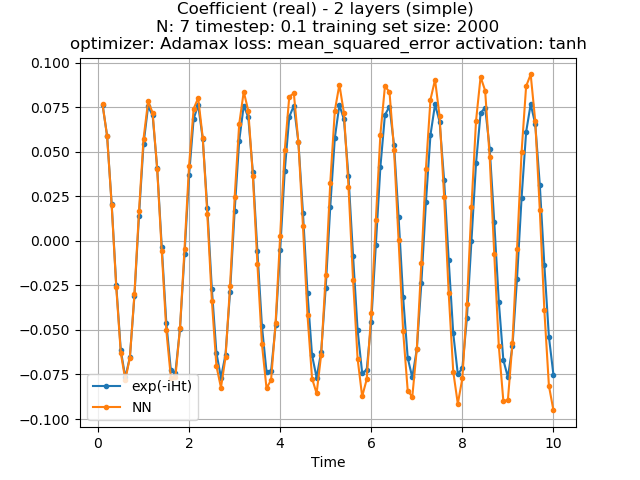 Coefficient (real) - 2 layers (simple)
N: 7 timestep: 0.1 training set size: 2000
optimizer: Adamax loss: mean_squared_error activation: tanh
0.100
0.075
0.050
0.025
0.000
−0.025
−0.050
−0.075
−0.100
exp(-iHt)
NN
0 2 4 6 8 10
Time